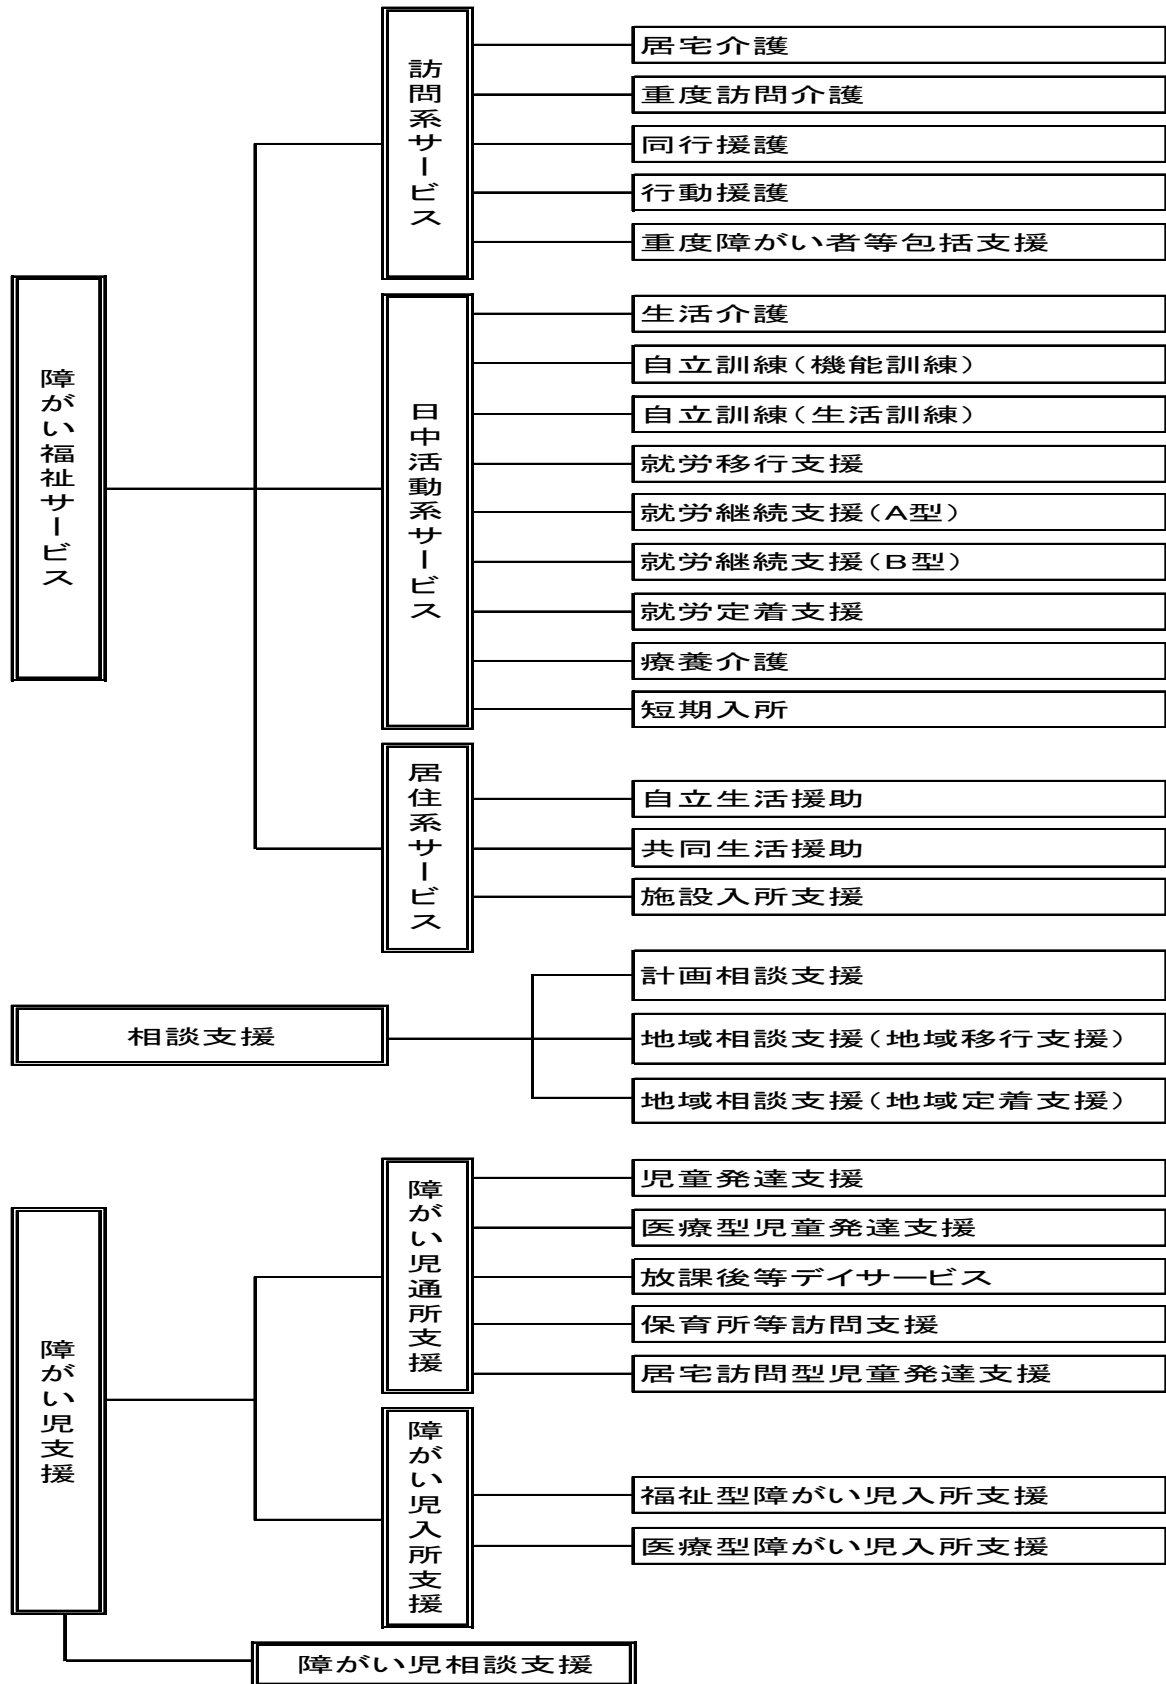 障がい福祉サービス
訪問系サービス
居宅介護
重度訪問介護
同行援護
行動援護
重度障がい者等包括支援
日中活動系サービス
生活介護
自立訓練(機能訓練)
自立訓練(生活訓練)
就労移行支援
就労継続支援(A型)
就労継続支援(B型)
就労定着支援
療養介護
短期入所
居住系サービス
自立生活援助
共同生活援助
施設入所支援
相談支援
計画相談支援
地域相談支援(地域移行支援)
地域相談支援(地域定着支援)
障がい児支援
障がい児通所支援
児童発達支援
医療型児童発達支援
放課後等デイサービス
保育所等訪問支援
居宅訪問型児童発達支援
障がい児入所支援
福祉型障がい児入所支援
医療型障がい児入所支援
障がい児相談支援